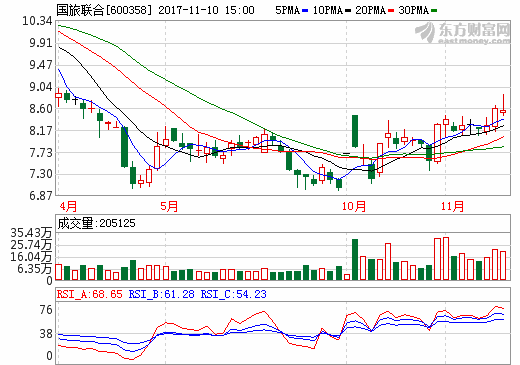 国旅联合[600358] 2017-11-10 15:00 5PMA 10PMA 20PMA 30PMA
东方财富网
eastmoney.com
10.34
9.91
9.47
9.04
8.60
8.17
7.73
7.30
6.87
4月 5月 10月 11月
成交量:205125
35.43万
25.74万
16.04万
6.35万
0
RSI_A:68.65 RSI_B:61.28 RSI_C:54.23
76
38
0